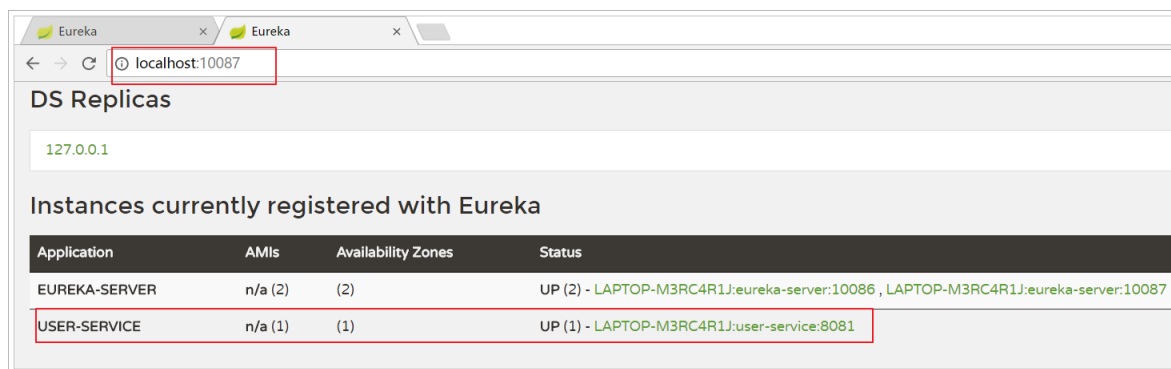 Eureka × Eureka ×
localhost:10087
DS Replicas
127.0.0.1
Instances currently registered with Eureka
Application AMIs Availability Zones Status
EUREKA-SERVER n/a (2) (2) UP (2) - LAPTOP-M3RC4R1J:eureka-server:10086 , LAPTOP-M3RC4R1J:eureka-server:10087
USER-SERVICE n/a (1) (1) UP (1) - LAPTOP-M3RC4R1J:user-service:8081